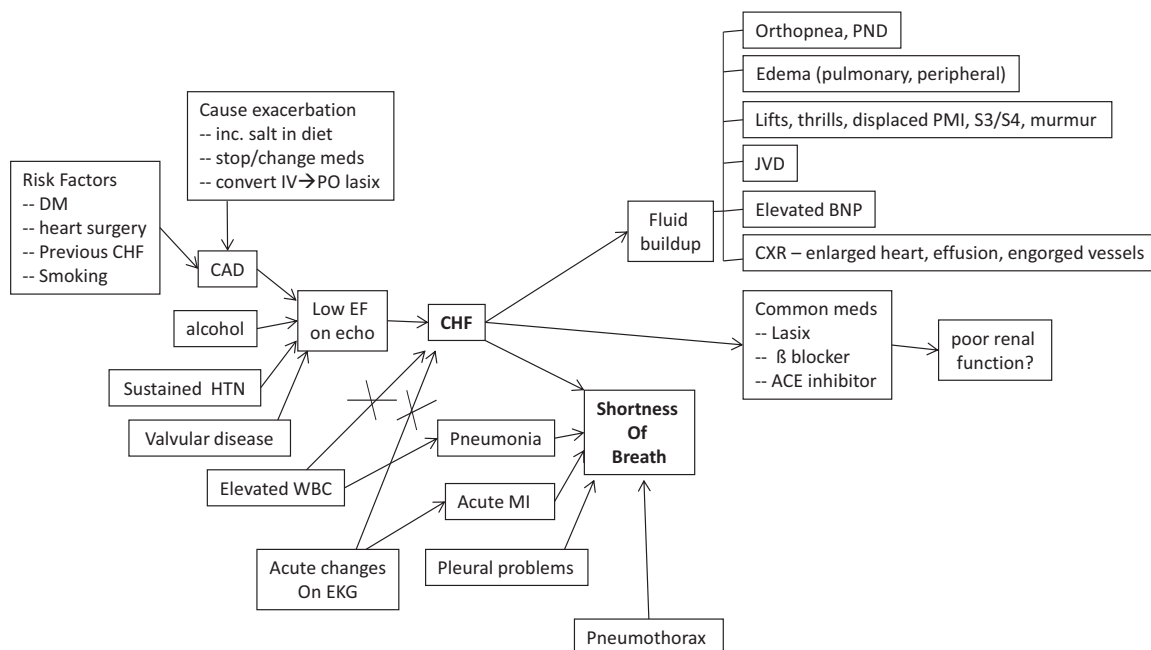 Orthopnea, PND
Edema (pulmonary, peripheral)
Cause exacerbation
-- inc. salt in diet
-- stop/change meds
-- convert IV→PO lasix
Lifts, thrills, displaced PMI, S3/S4, murmur
JVD
Risk Factors
-- DM
-- heart surgery
-- Previous CHF
-- Smoking
Fluid
buildup
Elevated BNP
CXR – enlarged heart, effusion, engorged vessels
CAD
Low EF
on echo
CHF
alcohol
Common meds
-- Lasix
-- ß blocker
-- ACE inhibitor
poor renal
function?
Sustained HTN
Valvular disease
Shortness
Of
Breath
Pneumonia
Elevated WBC
Acute MI
Acute changes
On EKG
Pleural problems
Pneumothorax